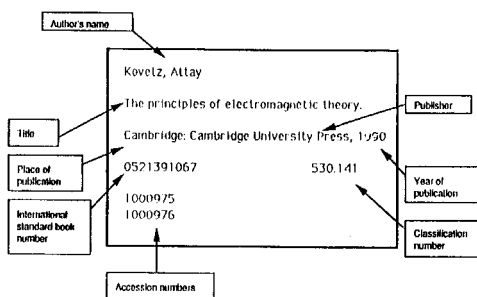 Author's name
Kovetz, Attay
The principles of electromagnetic theory.
Publisher
Title
Cambridge: Cambridge University Press, 1990
Place of
publication
0521391067 530.141
Year of
publication
International
standard book
number
1000975
1000976
Classification
number
Accession numbers